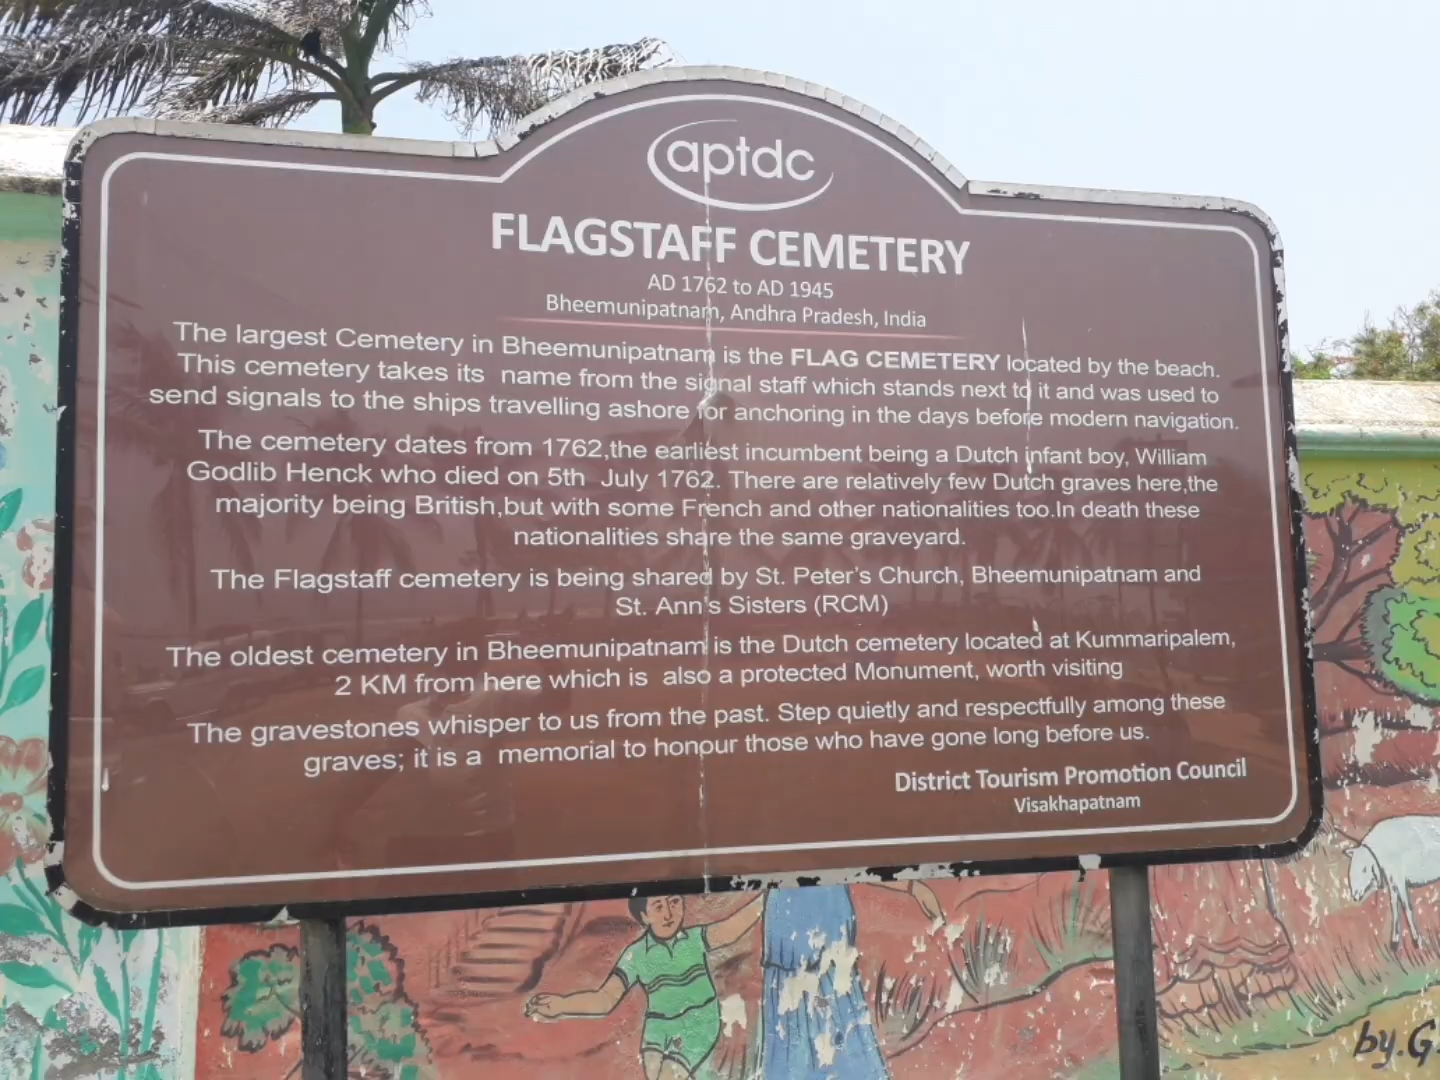 aptdc
FLAGSTAFF CEMETERY
AD 1762 to AD 1945
Bheemunipatnam, Andhra Pradesh, India
The largest Cemetery in Bheemunipatnam is the FLAG CEMETERY located by the beach.
This cemetery takes its name from the signal staff which stands next to it and was used to
send signals to the ships travelling ashore for anchoring in the days before modern navigation.
The cemetery dates from 1762,the earliest incumbent being a Dutch infant boy, William
Godlib Henck who died on 5th July 1762. There are relatively few Dutch graves here,the
majority being British,but with some French and other nationalities too.In death these
nationalities share the same graveyard.
The Flagstaff cemetery is being shared by St. Peter's Church, Bheemunipatnam and
St. Ann's Sisters (RCM)
The oldest cemetery in Bheemunipatnam is the Dutch cemetery located at Kummaripalem,
2 KM from here which is also a protected Monument, worth visiting
The gravestones whisper to us from the past. Step quietly and respectfully among these
graves; it is a memorial to honour those who have gone long before us.
District Tourism Promotion Council
Visakhapatnam
by.G.